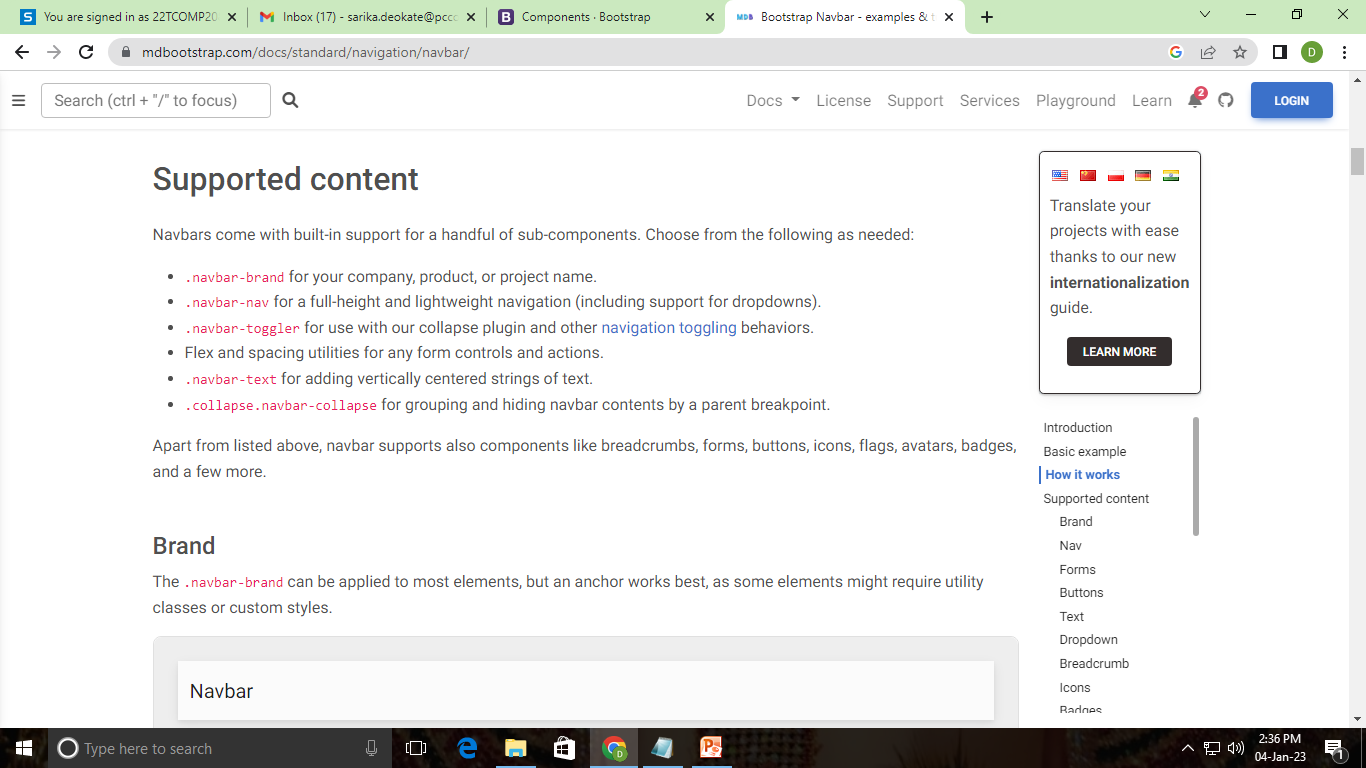 You are signed in as 22TCOMP20
Inbox (17) - sarika.deokate@pccc
Components · Bootstrap
Bootstrap Navbar - examples & t
mdbootstrap.com/docs/standard/navigation/navbar/
D
Search (ctrl + "/" to focus)
Docs License Support Services Playground Learn 2 LOGIN
Supported content
Navbars come with built-in support for a handful of sub-components. Choose from the following as needed:
• .navbar-brand for your company, product, or project name.
• .navbar-nav for a full-height and lightweight navigation (including support for dropdowns).
• .navbar-toggler for use with our collapse plugin and other navigation toggling behaviors.
• Flex and spacing utilities for any form controls and actions.
• .navbar-text for adding vertically centered strings of text.
• .collapse.navbar-collapse for grouping and hiding navbar contents by a parent breakpoint.
Apart from listed above, navbar supports also components like breadcrumbs, forms, buttons, icons, flags, avatars, badges,
and a few more.
Brand
The .navbar-brand can be applied to most elements, but an anchor works best, as some elements might require utility
classes or custom styles.
Navbar
Translate your
projects with ease
thanks to our new
internationalization
guide.
LEARN MORE
Introduction
Basic example
How it works
Supported content
Brand
Nav
Forms
Buttons
Text
Dropdown
Breadcrumb
Icons
Badges
Type here to search
2:36 PM
04-Jan-23
1